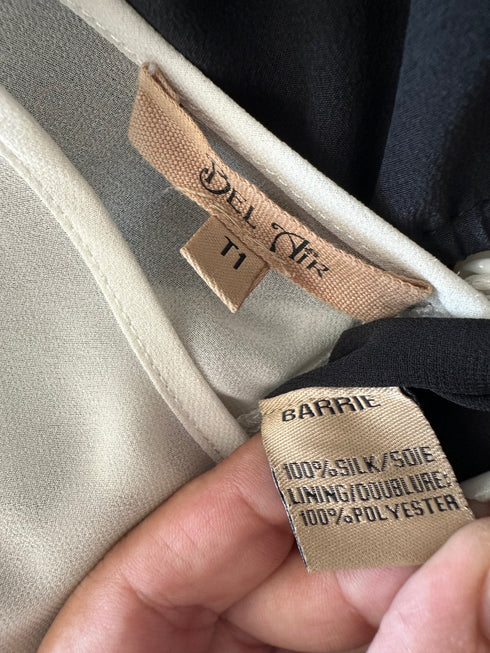 DEL AIR
T1
BARRIE
100%SILK/SOIE
LINING/DOUBLURE:
100%POLYESTER